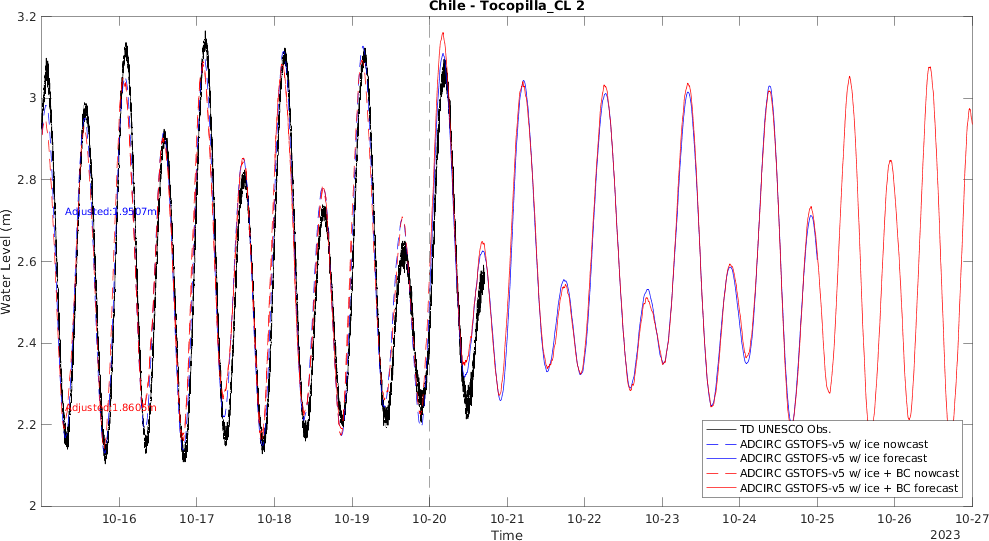 Chile - Tocopilla_CL 2
3.2
3
2.8
2.6
2.4
2.2
2
Water Level (m)
Adjusted:1.9507m
Adjusted:1.8605m
TD UNESCO Obs.
ADCIRC GSTOFS-v5 w/ ice nowcast
ADCIRC GSTOFS-v5 w/ ice forecast
ADCIRC GSTOFS-v5 w/ ice + BC nowcast
ADCIRC GSTOFS-v5 w/ ice + BC forecast
10-16 10-17 10-18 10-19 10-20 10-21 10-22 10-23 10-24 10-25 10-26 10-27
Time
2023